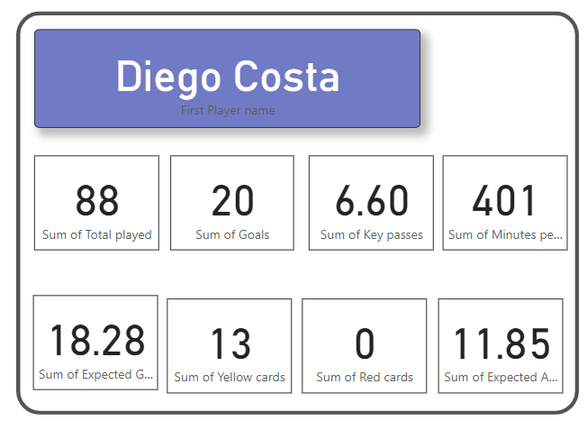 Diego Costa
First Player name
88
Sum of Total played
20
Sum of Goals
6.60
Sum of Key passes
401
Sum of Minutes pe...
18.28
Sum of Expected G...
13
Sum of Yellow cards
0
Sum of Red cards
11.85
Sum of Expected A...